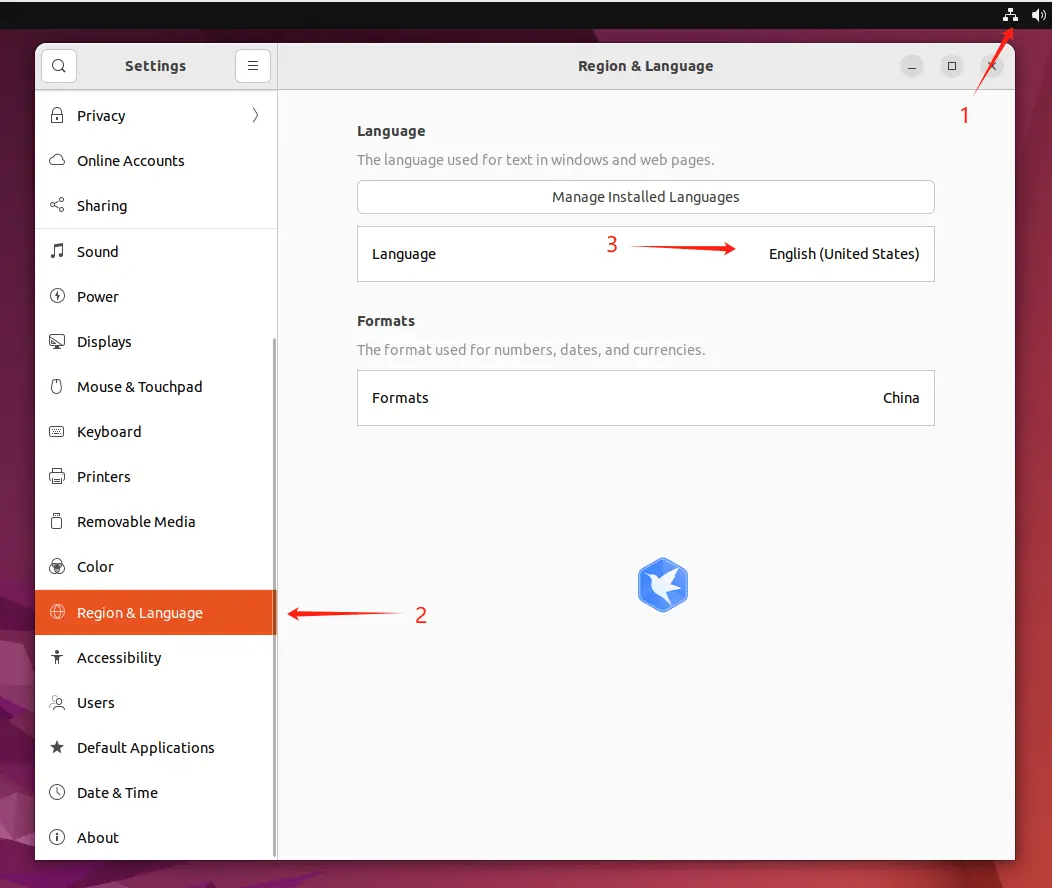 Settings
Region & Language
1
Privacy
Online Accounts
Sharing
Sound
Power
Displays
Mouse & Touchpad
Keyboard
Printers
Removable Media
Color
Region & Language
Accessibility
Users
Default Applications
Date & Time
About
Language
The language used for text in windows and web pages.
Manage Installed Languages
Language 3 English (United States)
Formats
The format used for numbers, dates, and currencies.
Formats China
2